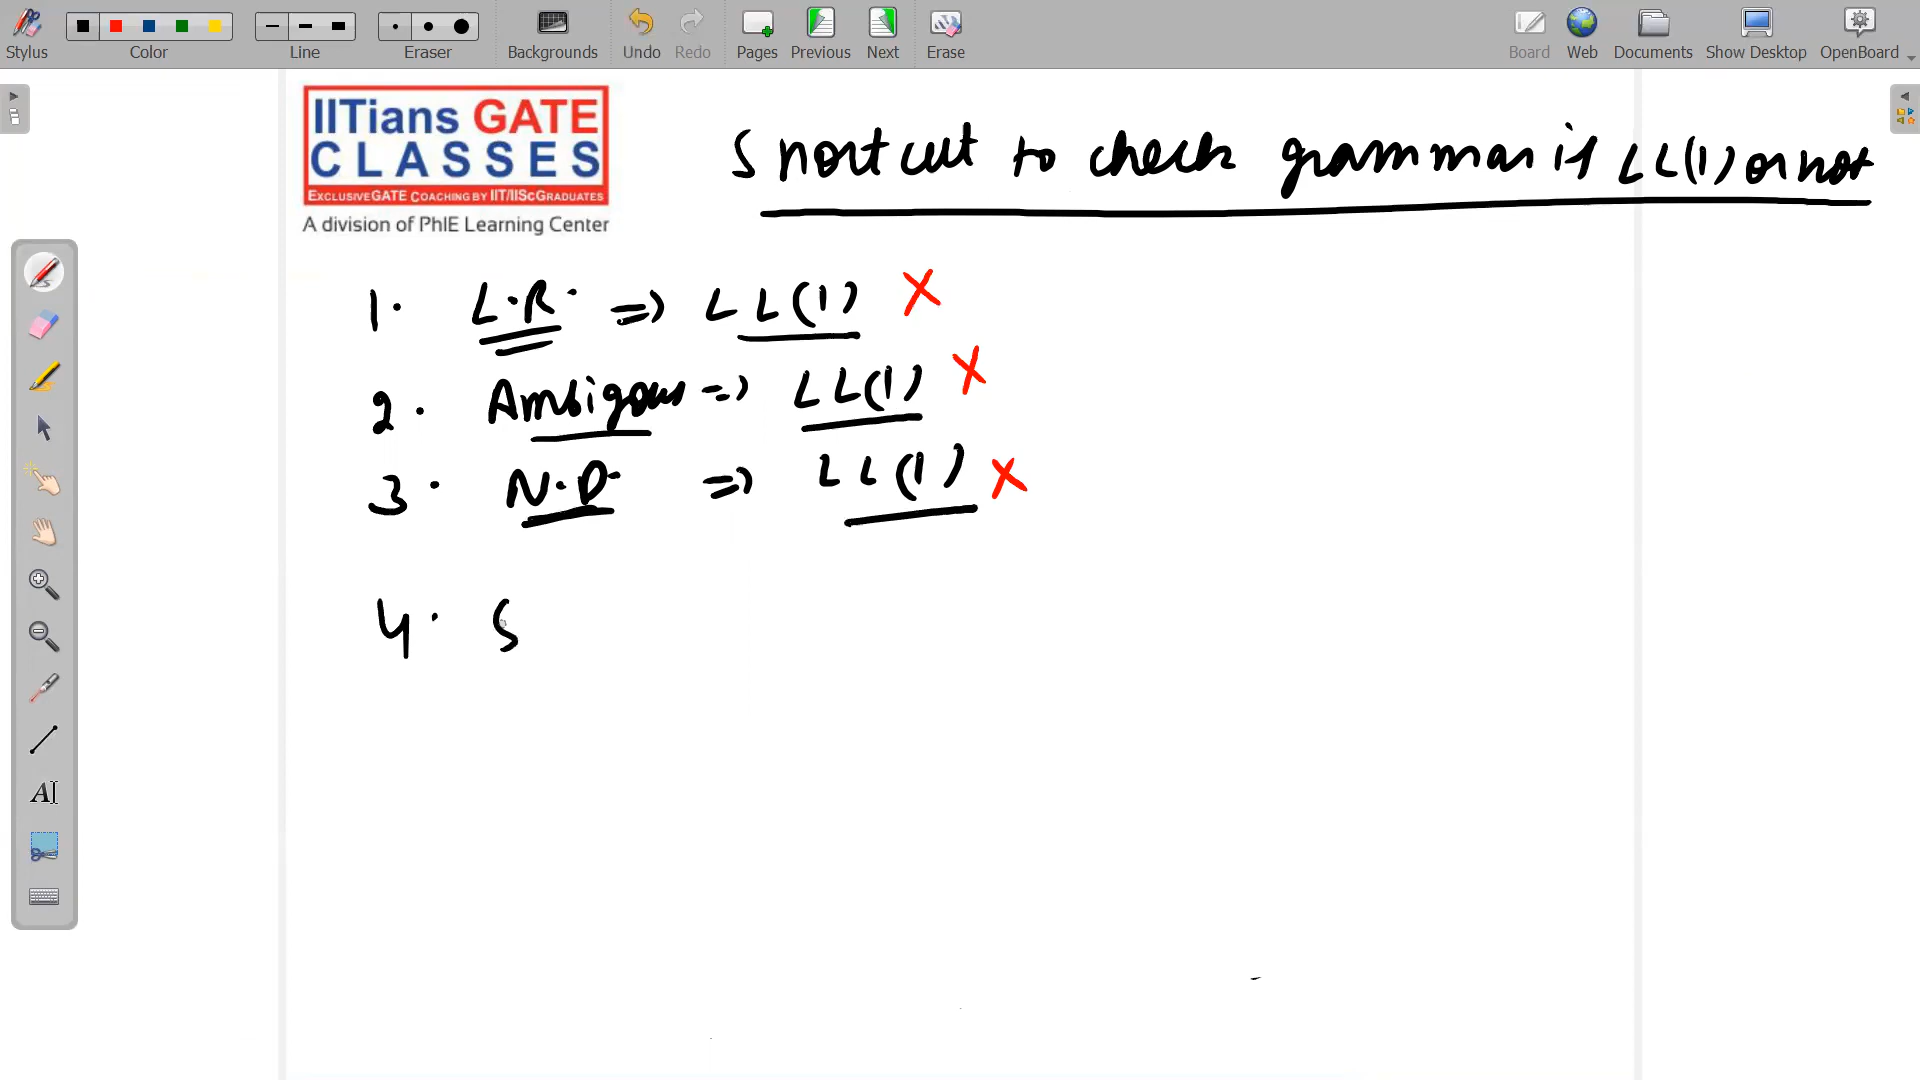 Stylus Color Line Eraser Backgrounds Undo Redo Pages Previous Next Erase Board Web Documents Show Desktop OpenBoard
IITians GATE
CLASSES
EXCLUSIVE GATE COACHING BY IIT/IISc GRADUATES
A division of PhIE Learning Center
Shortcut to check grammar is LL(1) or not
1. L.R. => LL(1) X
2. Ambigous => LL(1) X
3. N.D. => LL(1) X
4. S
AI